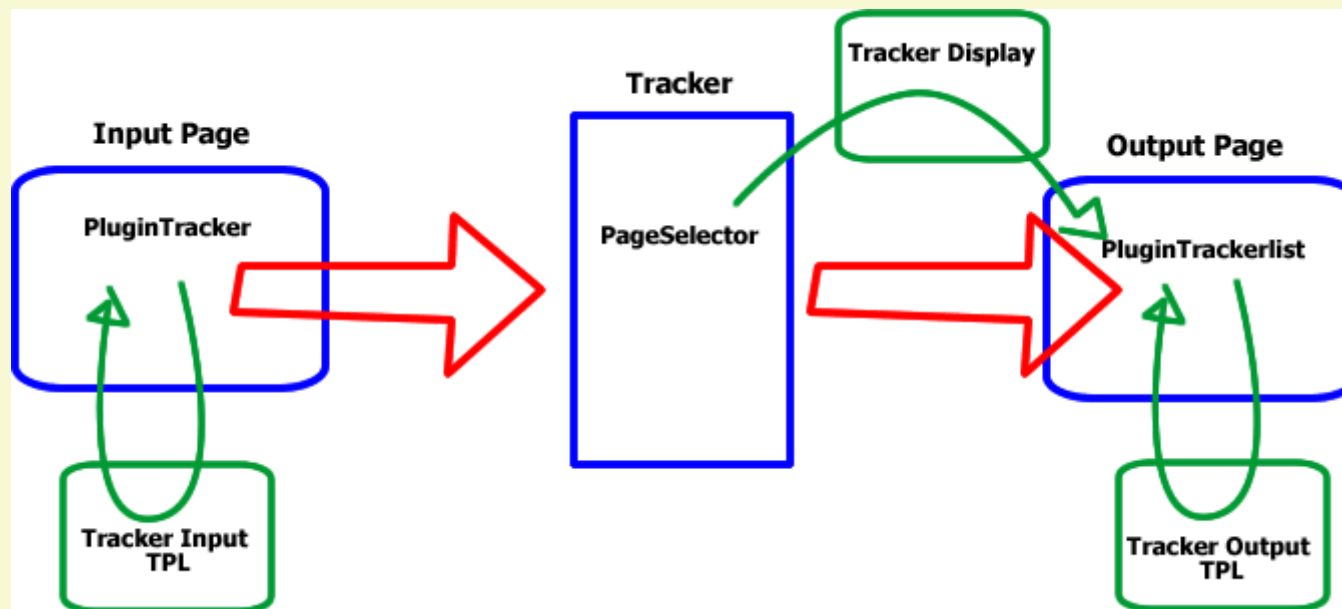 Input Page
PluginTracker
Tracker Input
TPL
Tracker
PageSelector
Tracker Display
Output Page
PluginTrackerlist
Tracker Output
TPL